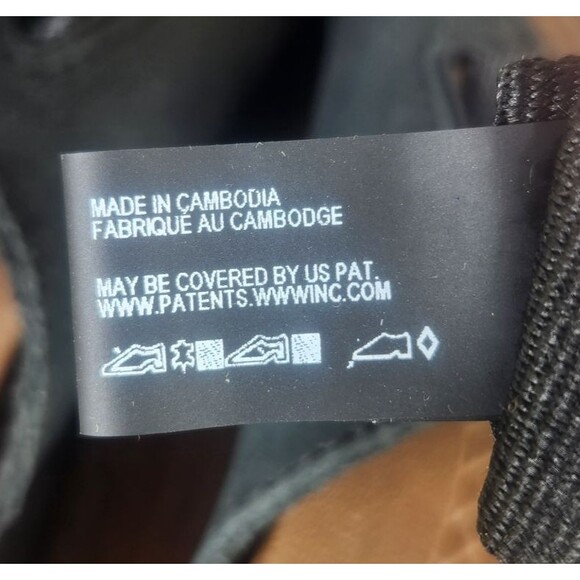 MADE IN CAMBODIA
FABRIQUÉ AU CAMBODGE
MAY BE COVERED BY US PAT.
WWW.PATENTS.WWWINC.COM